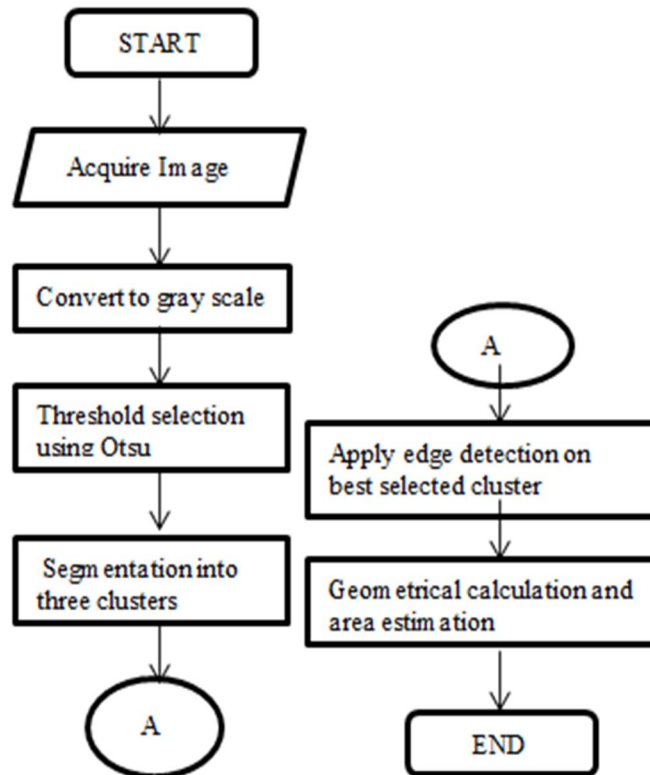 START
Acquire Image
Convert to gray scale
Threshold selection
using Otsu
Segmentation into
three clusters
A
A
Apply edge detection on
best selected cluster
Geometrical calculation and
area estimation
END